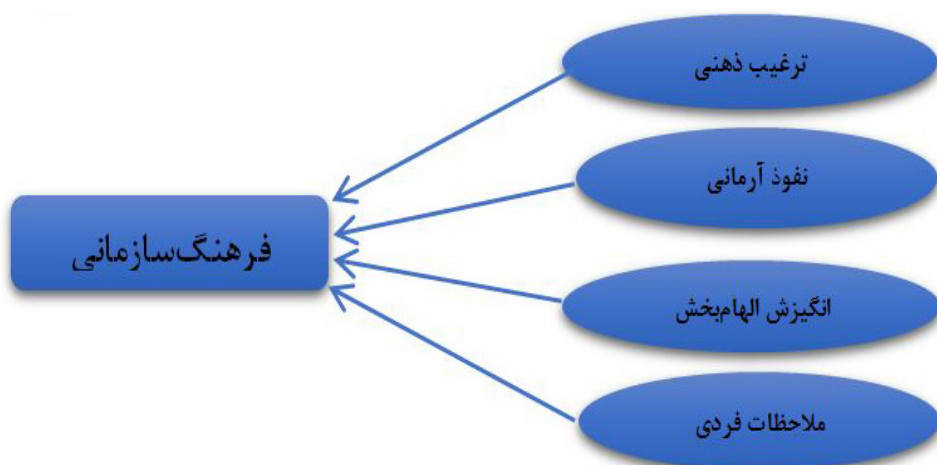 ترغیب ذهنی
نفوذ آرمانی
فرهنگ‌سازمانی
انگیزش الهام‌بخش
ملاحظات فردی